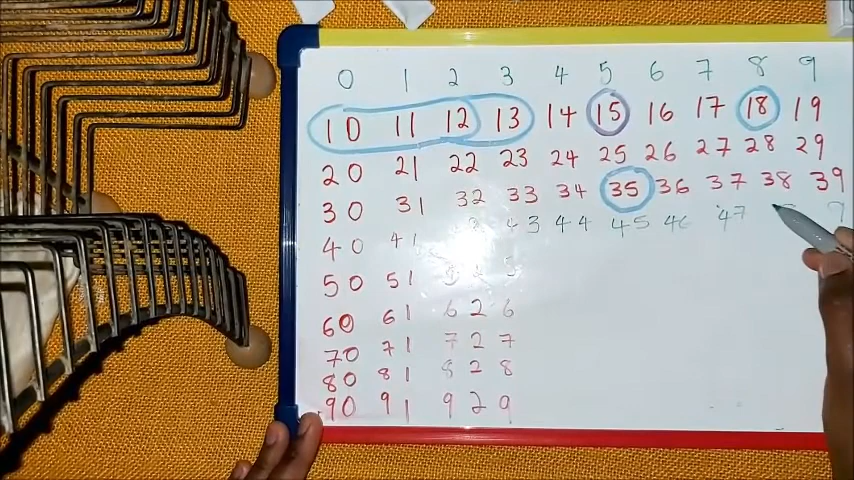 0 1 2 3 4 5 6 7 8 9
10 11 12 13 14 15 16 17 18 19
20 21 22 23 24 25 26 27 28 29
30 31 32 33 34 35 36 37 38 39
40 41 43 44 45 46 47
50 51
60 61 62 6
70 71 72 7
80 81 82 8
90 91 92 9